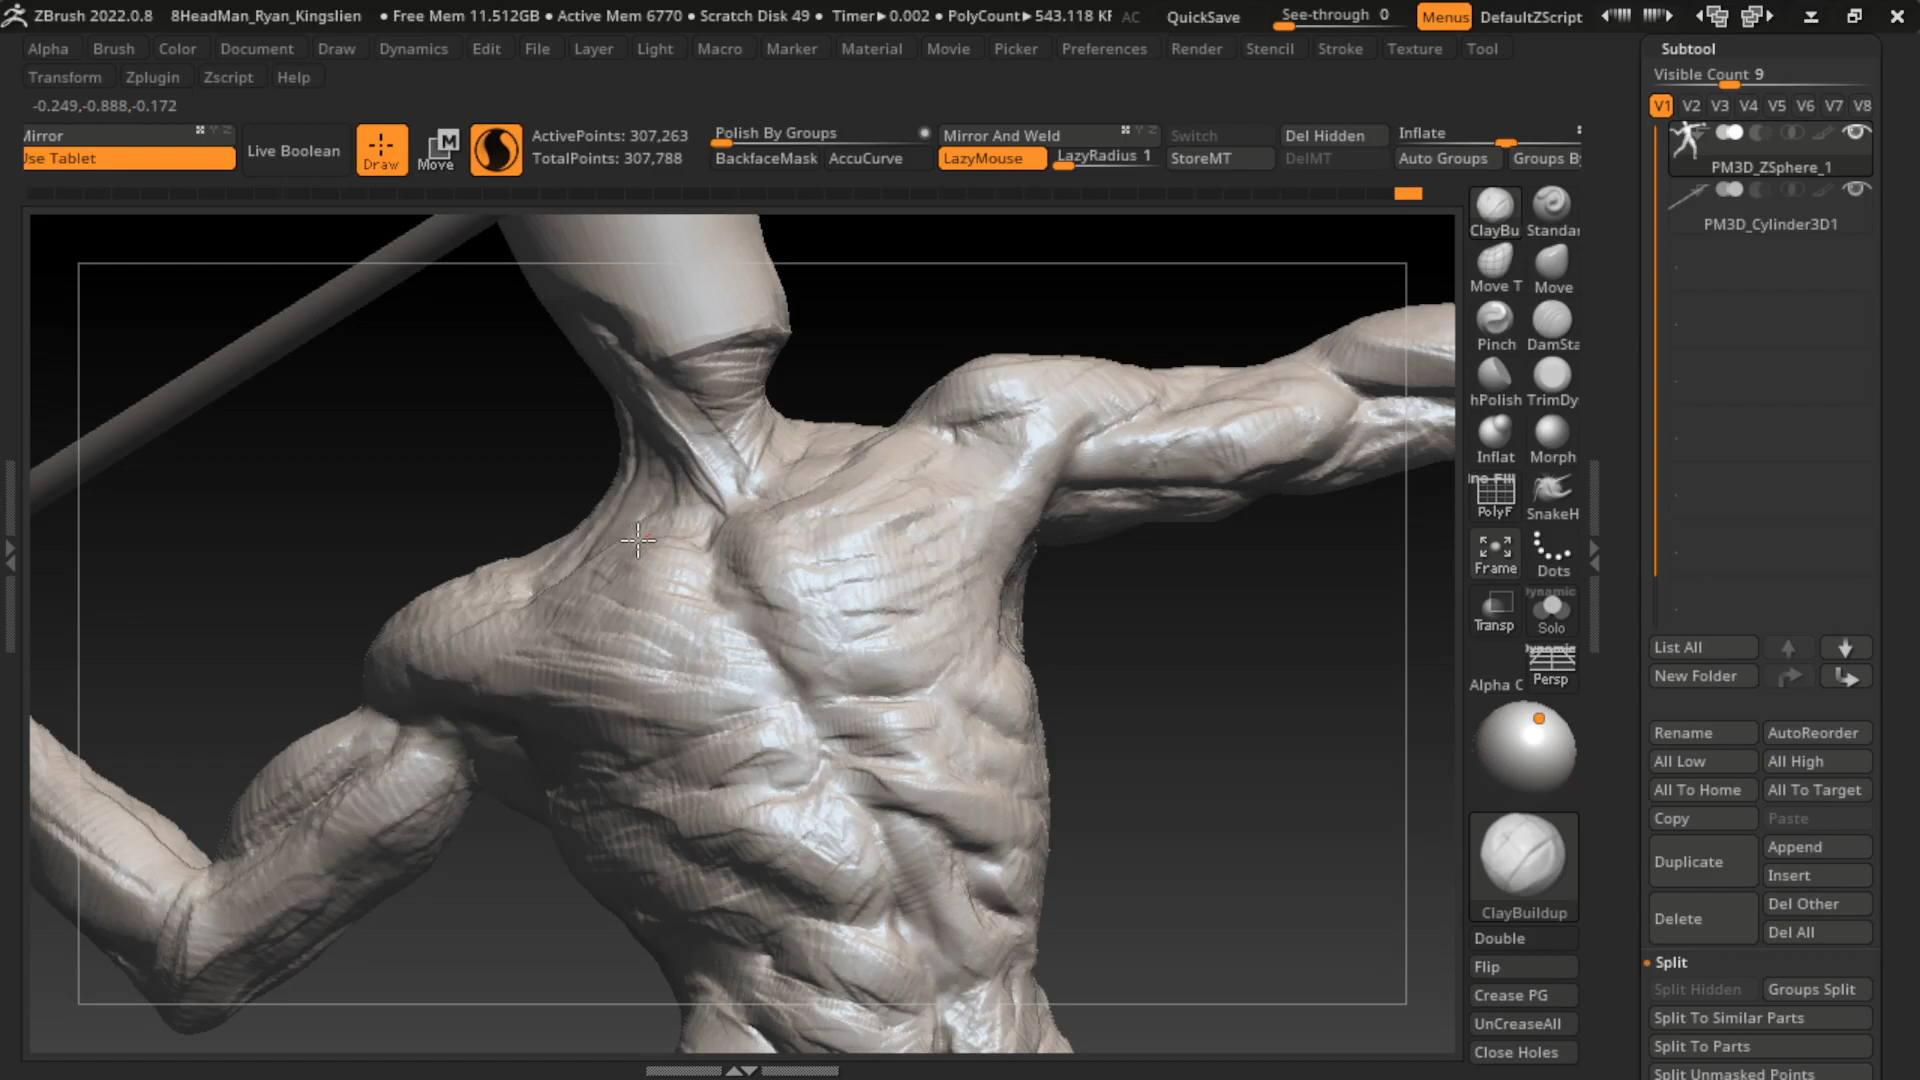 ZBrush 2022.0.8 8HeadMan_Ryan_Kingslien • Free Mem 11.512GB • Active Mem 6770 • Scratch Disk 49 • Timer▶0.002 • PolyCount▶543.118 KF AC QuickSave See-through 0 Menus DefaultZScript
Alpha Brush Color Document Draw Dynamics Edit File Layer Light Macro Marker Material Movie Picker Preferences Render Stencil Stroke Texture Tool
Transform Zplugin Zscript Help
-0.249,-0.888,-0.172
Mirror
Use Tablet
Live Boolean
Draw
Move
ActivePoints: 307,263
TotalPoints: 307,788
Polish By Groups
BackfaceMask AccuCurve
Mirror And Weld
LazyMouse LazyRadius 1
Switch
StoreMT
Del Hidden
DelMT
Inflate
Auto Groups Groups By
ClayBu Standar
Move T Move
Pinch DamSta
hPolish TrimDy
Inflat Morph
PolyF SnakeH
Frame Dots
Dynamic
Transp Solo
Dynamic
Persp
Alpha C
ClayBuildup
Double
Flip
Crease PG
UnCreaseAll
Close Holes
Subtool
Visible Count 9
V1 V2 V3 V4 V5 V6 V7 V8
PM3D_ZSphere_1
PM3D_Cylinder3D1
List All
New Folder
Rename AutoReorder
All Low All High
All To Home All To Target
Copy Paste
Duplicate Append
Insert
Delete Del Other
Del All
Split
Split Hidden Groups Split
Split To Similar Parts
Split To Parts
Split Unmasked Points